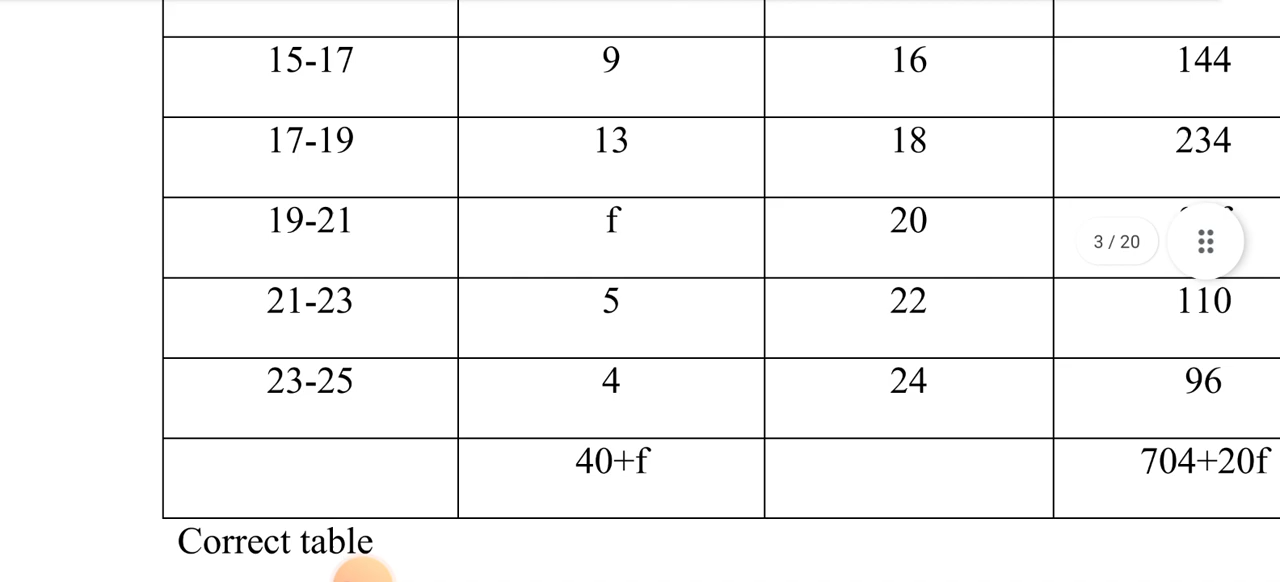 15-17 9 16 144
17-19 13 18 234
19-21 f 20
3 / 20
21-23 5 22 110
23-25 4 24 96
40+f 704+20f
Correct table